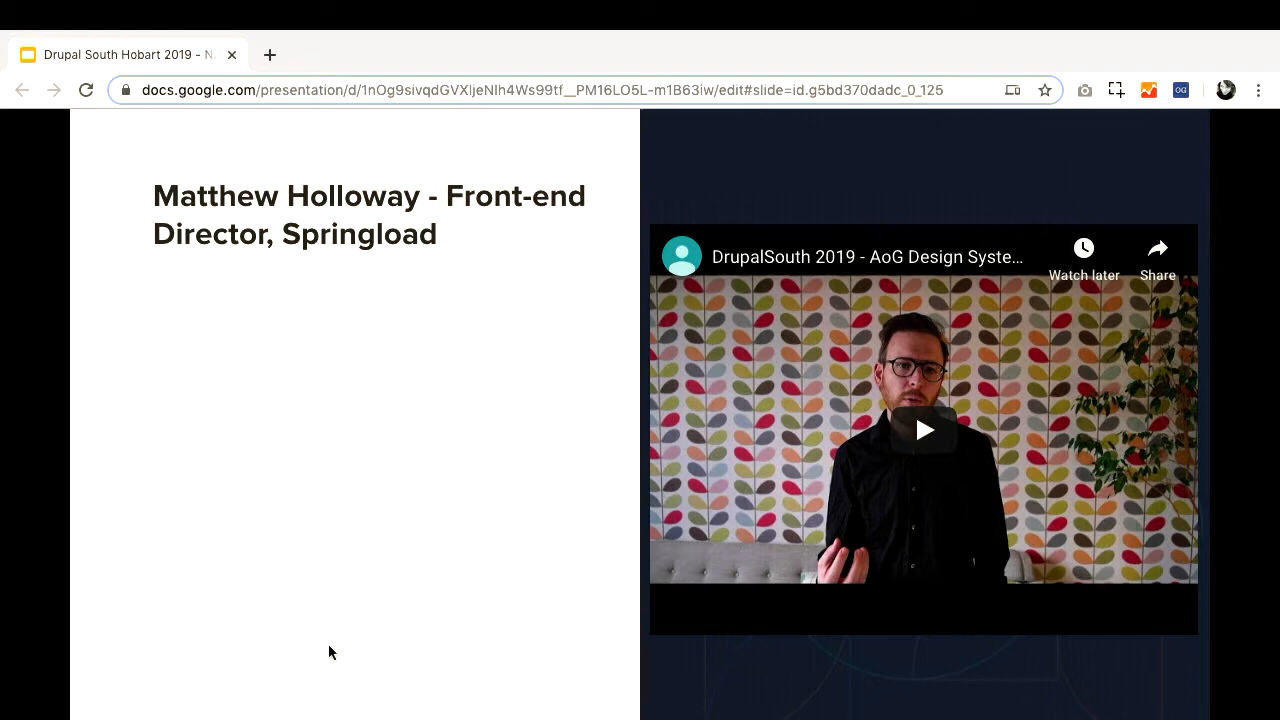 Drupal South Hobart 2019 - N
docs.google.com/presentation/d/1nOg9sivqdGVXljeNlh4Ws99tf__PM16LO5L-m1B63iw/edit#slide=id.g5bd370dadc_0_125
OG
Matthew Holloway - Front-end
Director, Springload
DrupalSouth 2019 - AoG Design Syste...
Watch later
Share